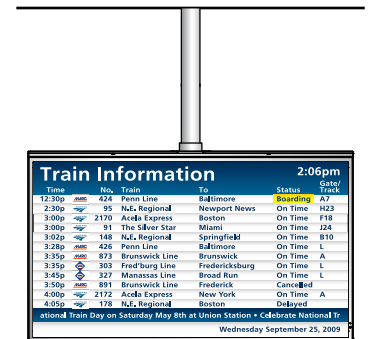 Train Information 2:06pm
Time No. Train To Status Gate/Track
12:30p MARC 424 Penn Line Baltimore Boarding A7
2:30p 95 N.E. Regional Newport News On Time H23
3:00p 2170 Acela Express Boston On Time F18
3:00p 91 The Silver Star Miami On Time J24
3:02p 148 N.E. Regional Springfield On Time B10
3:28p MARC 426 Penn Line Baltimore On Time L
3:35p MARC 873 Brunswick Line Brunswick On Time A
3:35p 303 Fred'burg Line Fredericksburg On Time L
3:45p 327 Manassas Line Broad Run On Time L
3:50p MARC 891 Brunswick Line Frederick Cancelled
4:00p 2172 Acela Express New York On Time A
4:05p 178 N.E. Regional Boston Delayed
ational Train Day on Saturday May 8th at Union Station • Celebrate National Tr
Wednesday September 25, 2009